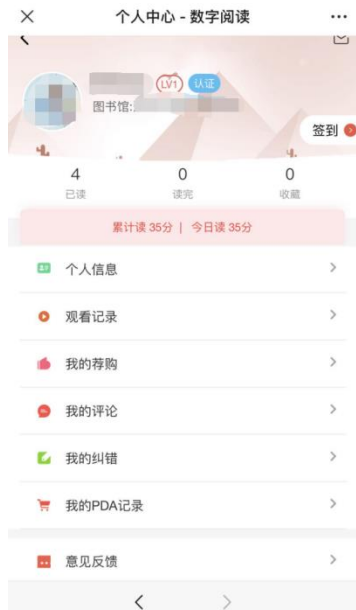 个人中心 - 数字阅读
LV1 认证
图书馆:
签到
4 0 0
已读 读完 收藏
累计读 35分 | 今日读 35分
个人信息
观看记录
我的荐购
我的评论
我的纠错
我的PDA记录
意见反馈